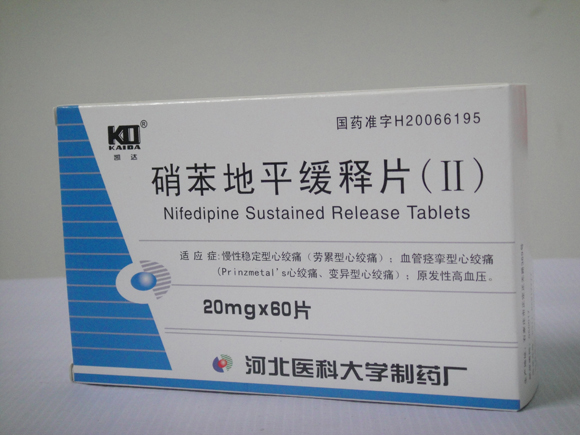 KD®
KAIDA
凯达
国药准字H20066195
硝苯地平缓释片(II)
Nifedipine Sustained Release Tablets
适应症:慢性稳定型心绞痛(劳累型心绞痛);血管痉挛型心绞痛
(Prinzmetal's心绞痛、变异型心绞痛);原发性高血压。
20mgx60片
河北医科大学制药厂